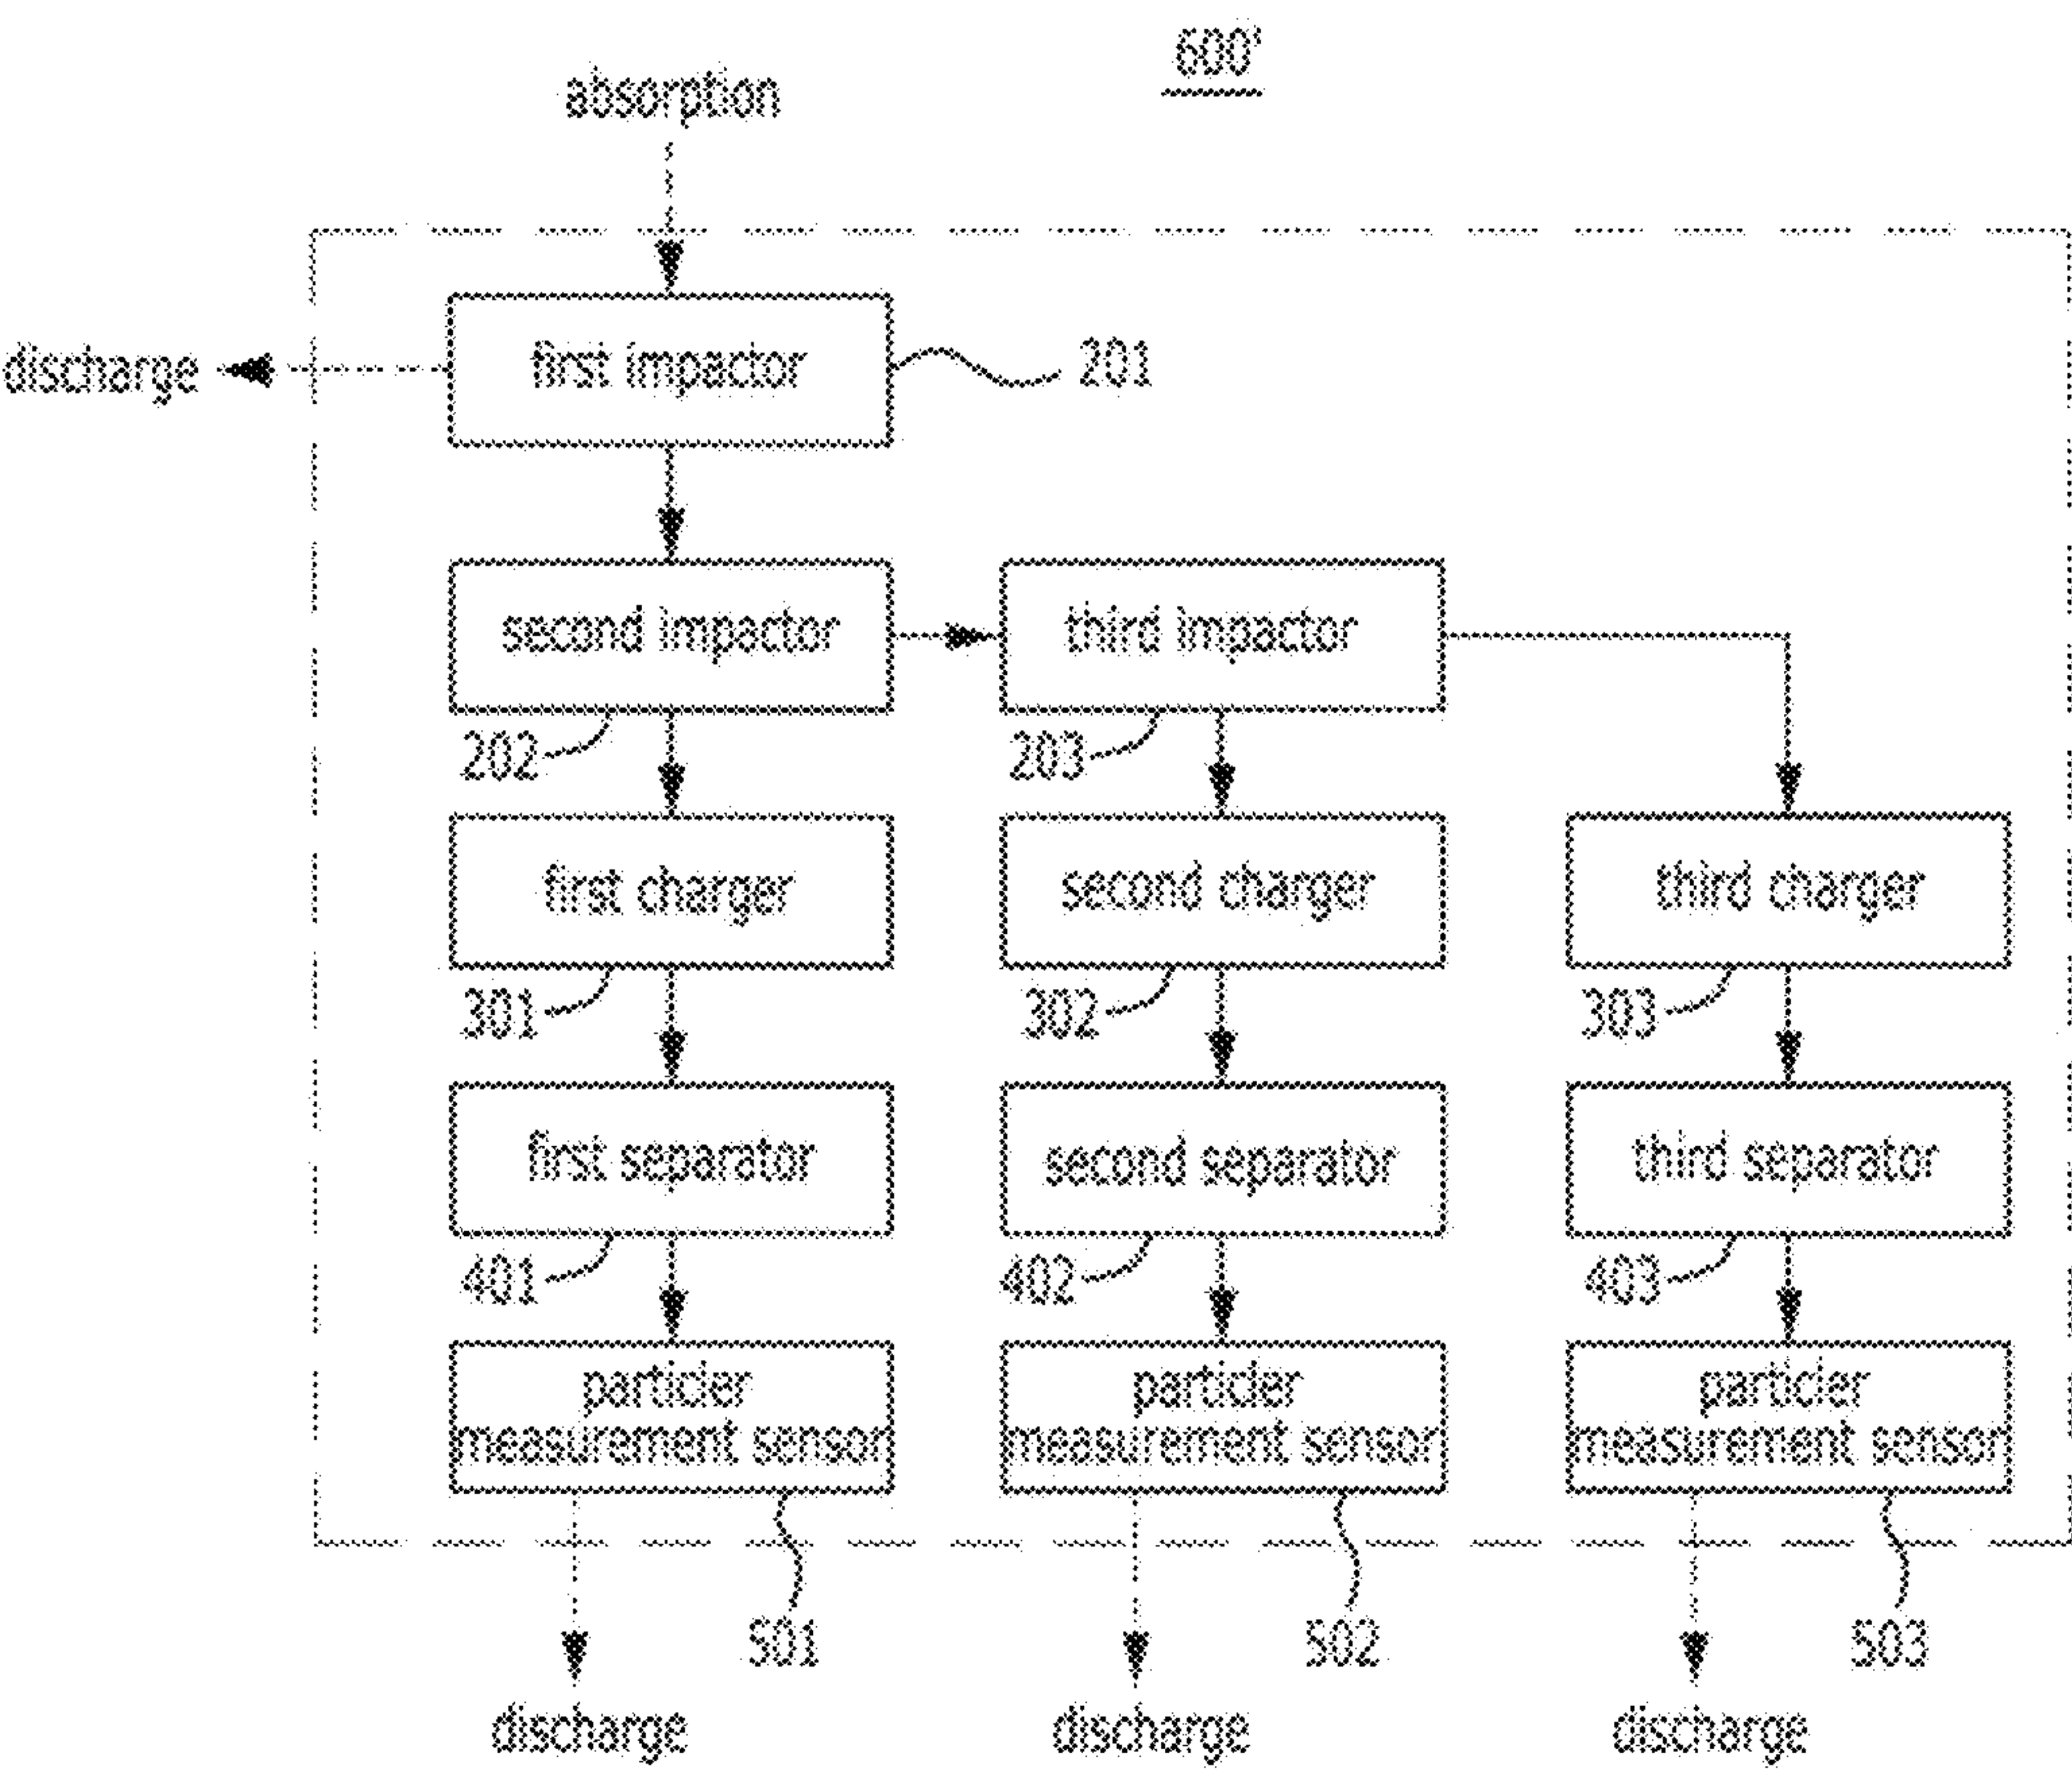 600'
absorption
discharge
first impactor
201
second impactor
third impactor
202
203
first charger
second charger
third charger
301
302
303
first separator
second separator
third separator
401
402
403
particler
measurement sensor
particler
measurement sensor
particler
measurement sensor
501
502
503
discharge
discharge
discharge